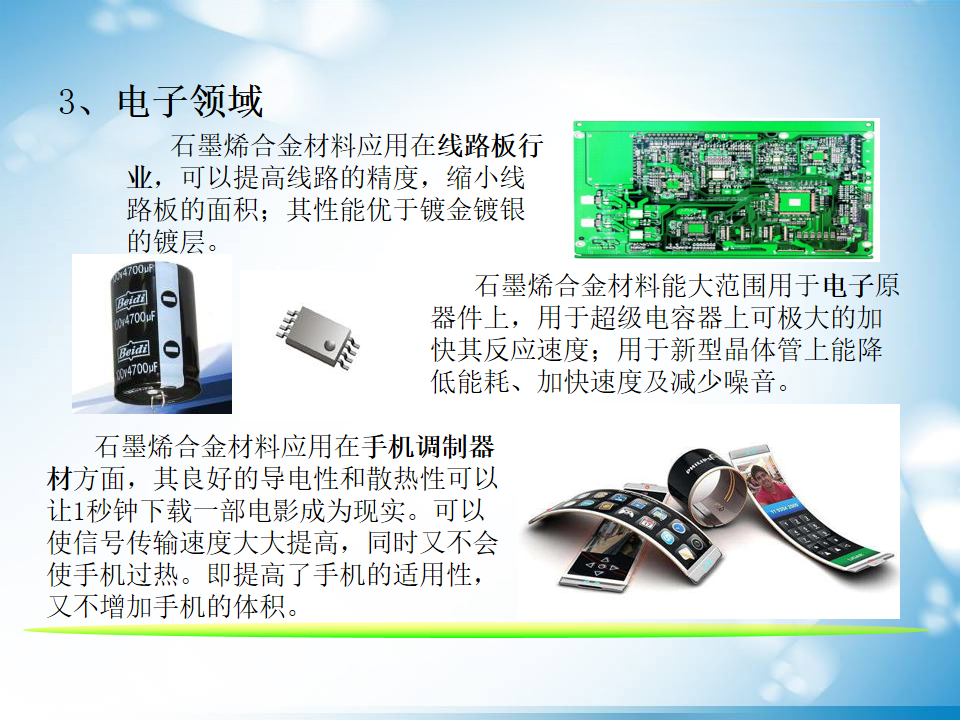 3、电子领域
石墨烯合金材料应用在线路板行
业，可以提高线路的精度，缩小线
路板的面积；其性能优于镀金镀银
的镀层。
100v4700µF
Beidi
100v4700µF
Beidi
100v4700µF
石墨烯合金材料能大范围用于电子原
器件上，用于超级电容器上可极大的加
快其反应速度；用于新型晶体管上能降
低能耗、加快速度及减少噪音。
石墨烯合金材料应用在手机调制器
材方面，其良好的导电性和散热性可以
让1秒钟下载一部电影成为现实。可以
使信号传输速度大大提高，同时又不会
使手机过热。即提高了手机的适用性，
又不增加手机的体积。
PHILIPS